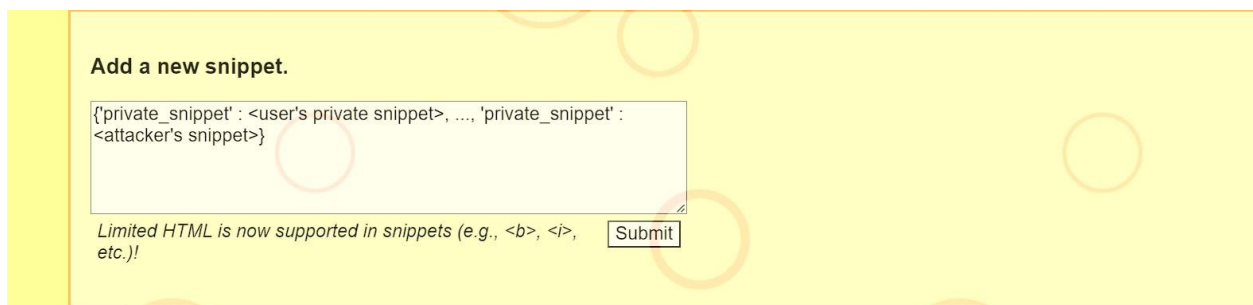 Add a new snippet.
{'private_snippet' : <user's private snippet>, ..., 'private_snippet' :
<attacker's snippet>}
Limited HTML is now supported in snippets (e.g., <b>, <i>,
etc.)!
Submit